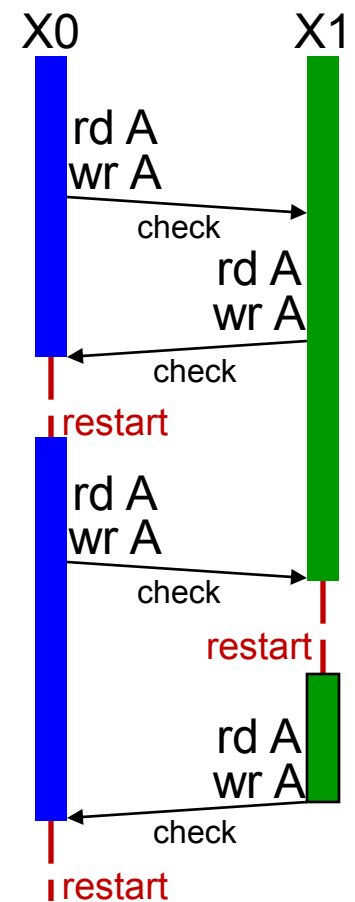 X0 X1
rd A
wr A
check
rd A
wr A
check
restart
rd A
wr A
check
restart
rd A
wr A
check
restart